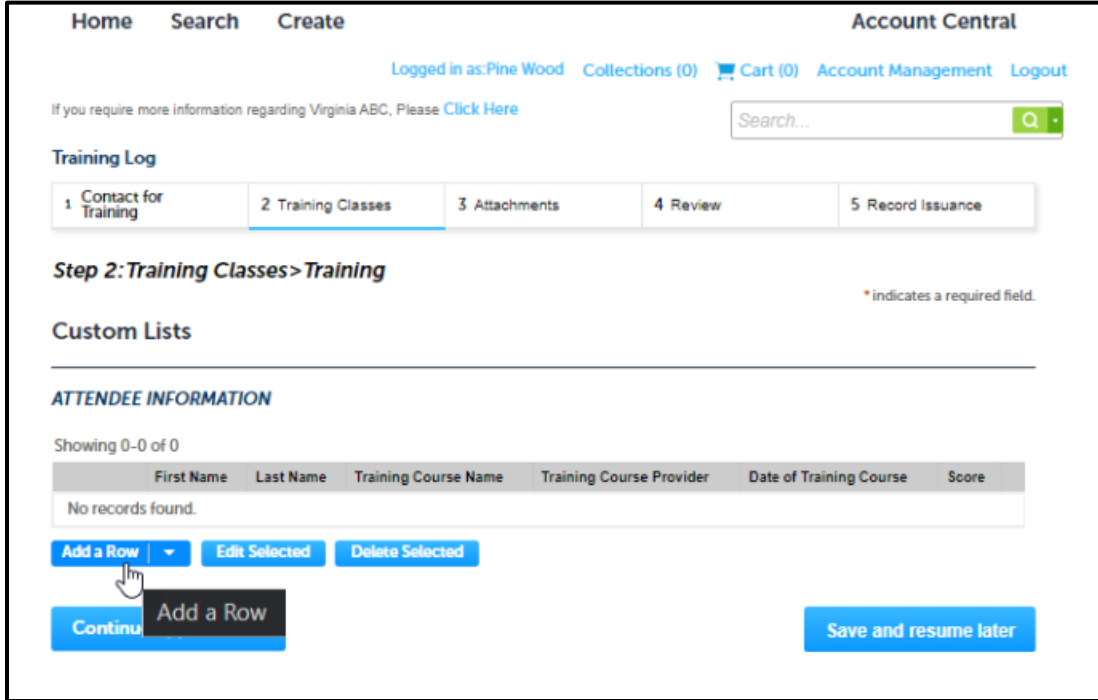 Home Search Create Account Central
Logged in as:Pine Wood Collections (0) Cart (0) Account Management Logout
If you require more information regarding Virginia ABC, Please Click Here
Search...
Training Log
1 Contact for Training 2 Training Classes 3 Attachments 4 Review 5 Record Issuance
Step 2:Training Classes>Training
*indicates a required field.
Custom Lists
ATTENDEE INFORMATION
Showing 0-0 of 0
First Name Last Name Training Course Name Training Course Provider Date of Training Course Score
No records found.
Add a Row Edit Selected Delete Selected
Add a Row
Continu
Save and resume later